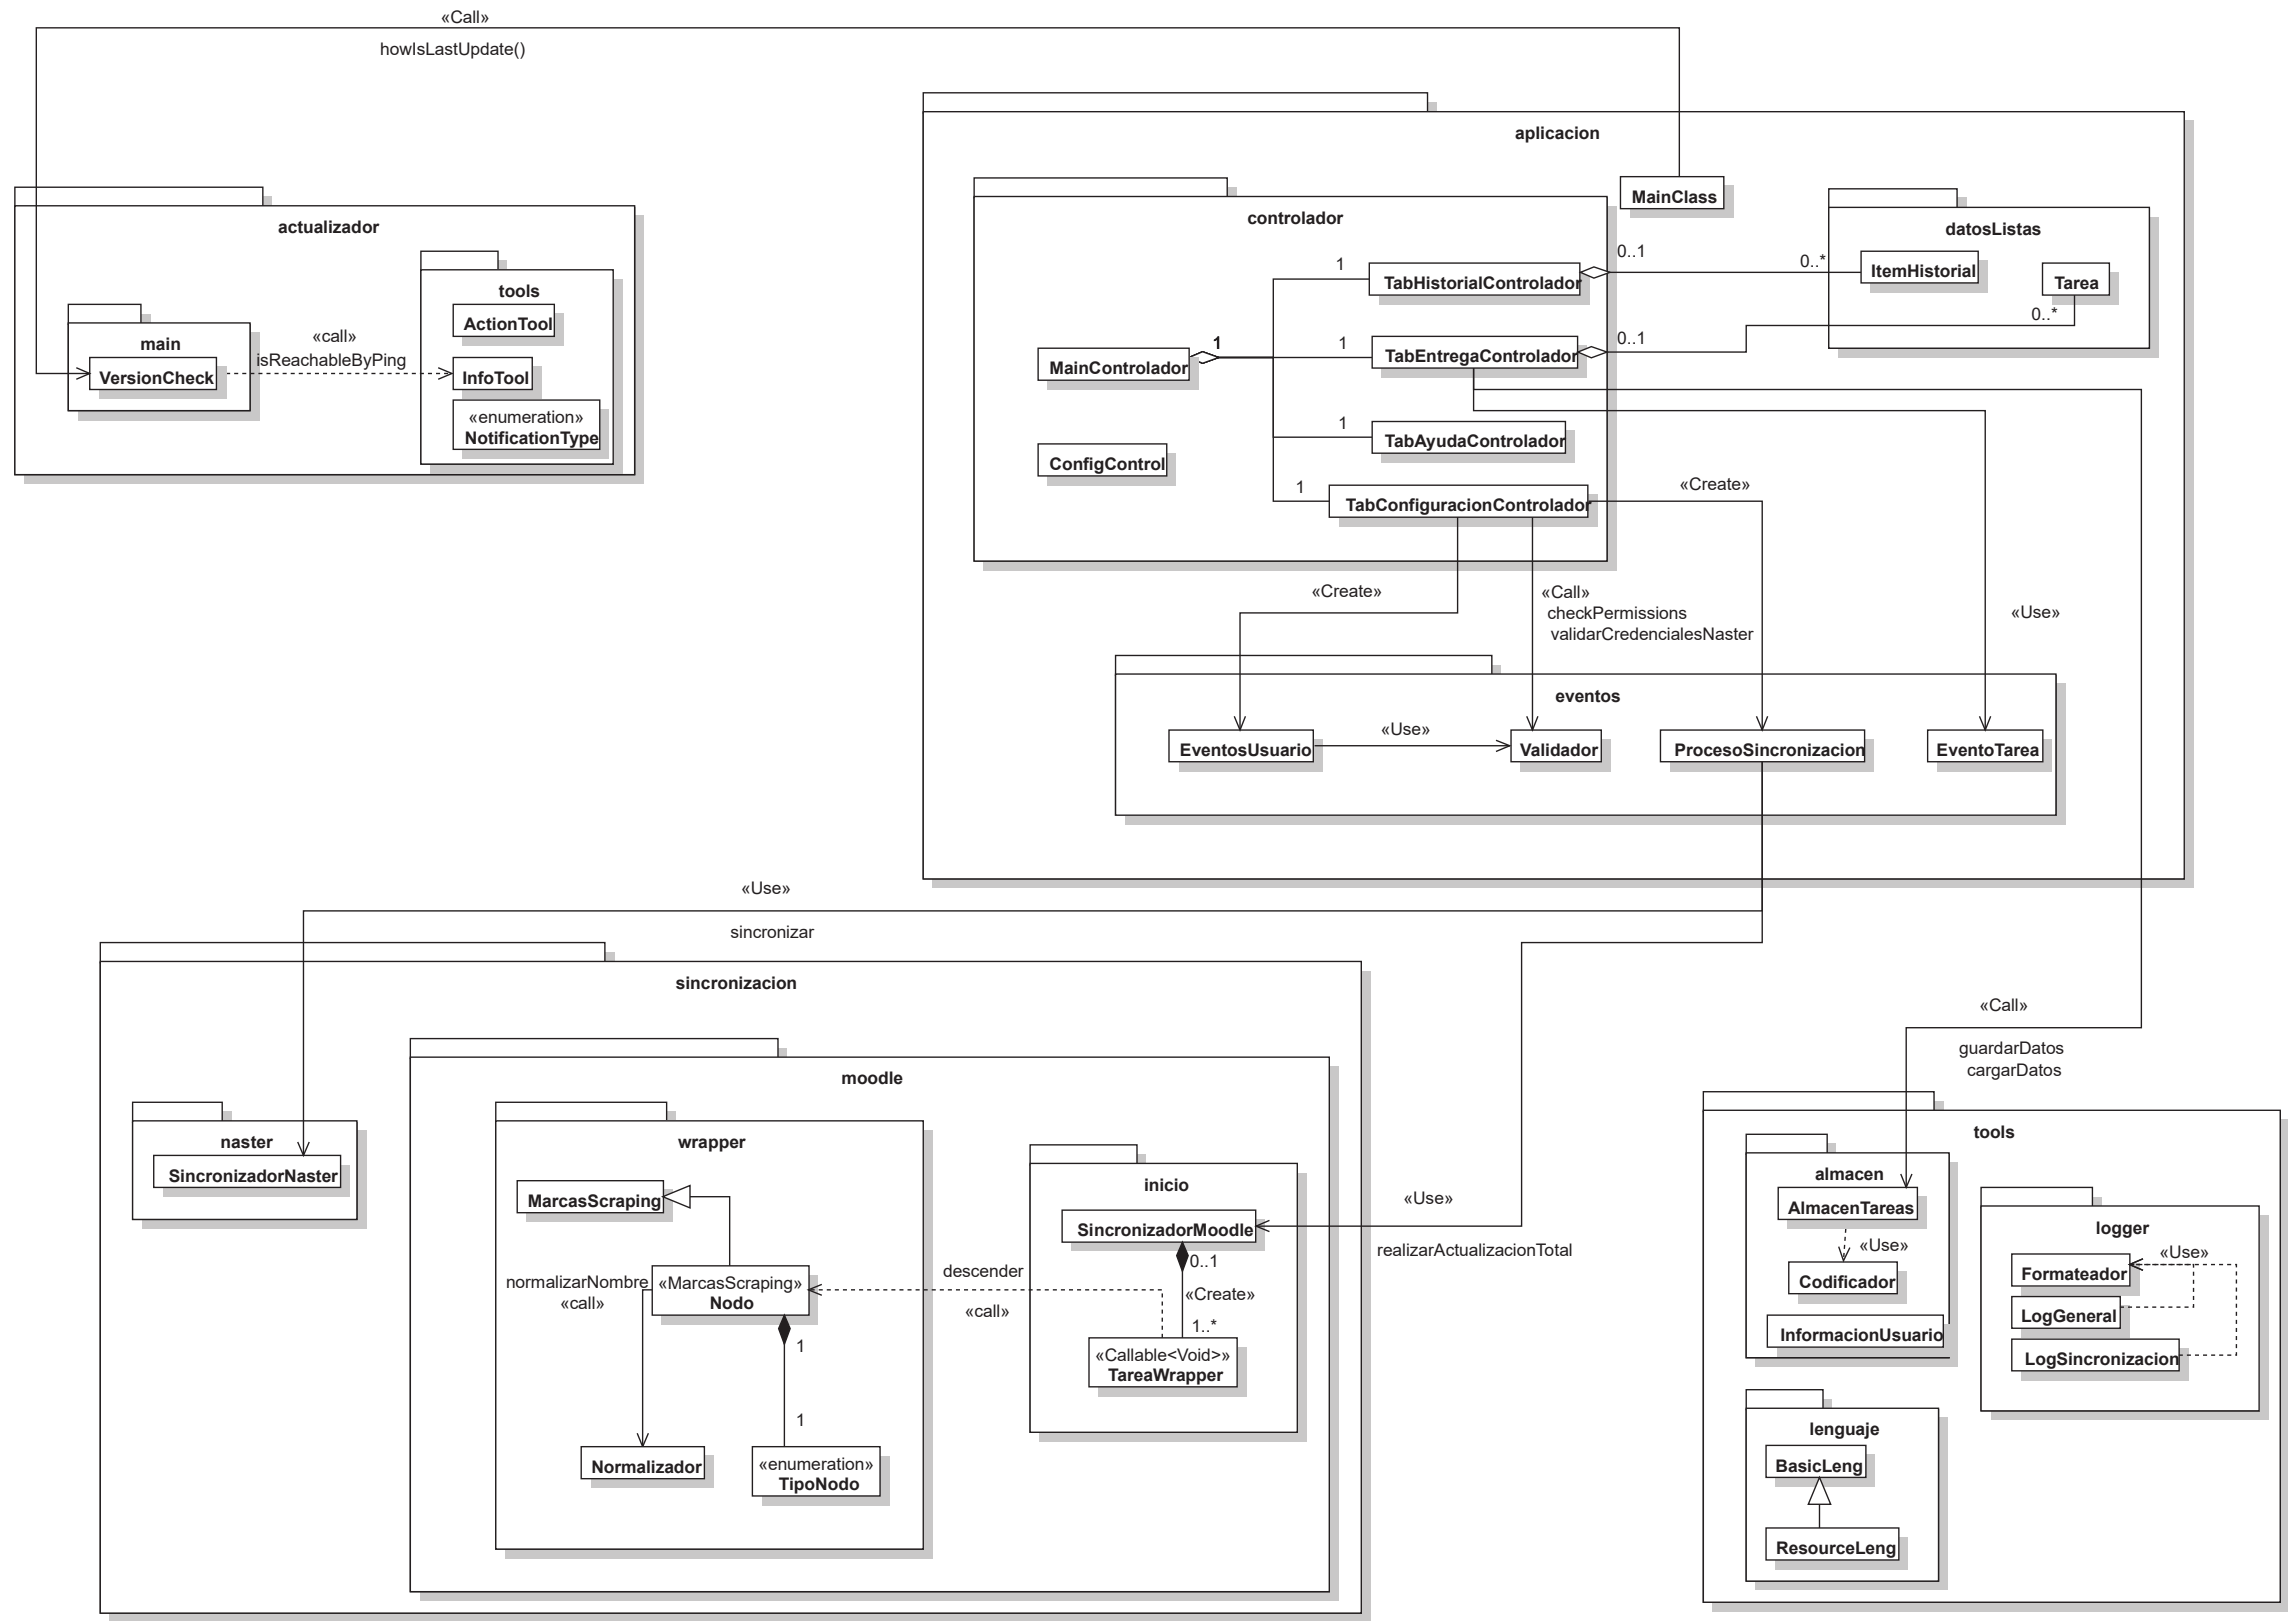 «Call»
howIsLastUpdate()
aplicacion
MainClass
controlador
datosListas
TabHistorialControlador
0..1
0..*
ItemHistorial
Tarea
0..*
1
MainControlador
1
1
TabEntregaControlador
0..1
1
TabAyudaControlador
ConfigControl
1
TabConfiguracionControlador
«Create»
«Create»
«Call»
checkPermissions
validarCredencialesNaster
«Use»
eventos
EventosUsuario
«Use»
Validador
ProcesoSincronizacion
EventoTarea
actualizador
main
VersionCheck
«call»
isReachableByPing
tools
ActionTool
InfoTool
«enumeration»
NotificationType
«Use»
sincronizar
sincronizacion
naster
SincronizadorNaster
moodle
wrapper
MarcasScraping
normalizarNombre
«call»
«MarcasScraping»
Nodo
1
1
Normalizador
«enumeration»
TipoNodo
descender
«call»
inicio
SincronizadorMoodle
0..1
«Create»
1..*
«Callable<Void>»
TareaWrapper
«Use»
realizarActualizacionTotal
«Call»
guardarDatos
cargarDatos
tools
almacen
AlmacenTareas
«Use»
Codificador
InformacionUsuario
logger
Formateador
«Use»
LogGeneral
LogSincronizacion
lenguaje
BasicLeng
ResourceLeng